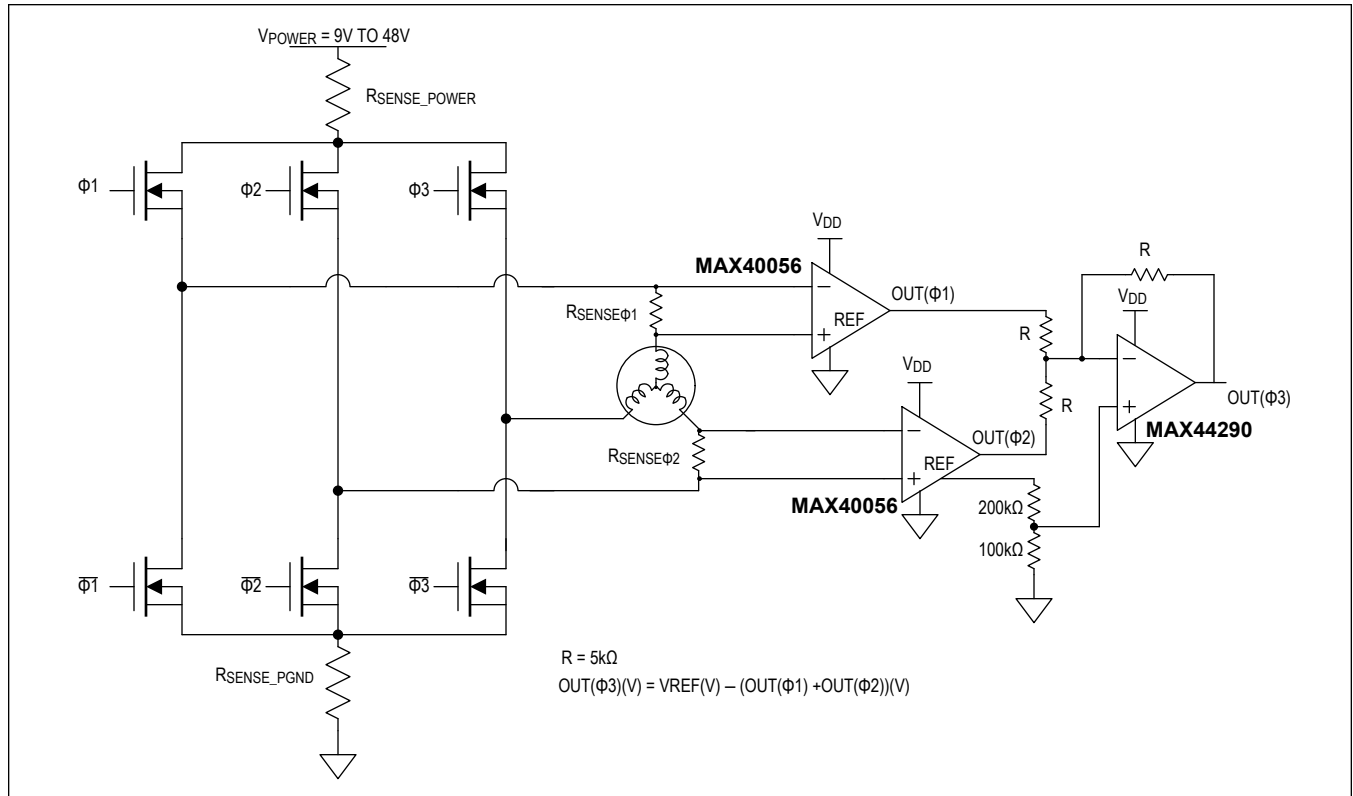 VPOWER = 9V TO 48V
RSENSE_POWER
Φ1
Φ2
Φ3
VDD
MAX40056
RSENSEΦ1
−
+
REF
OUT(Φ1)
R
VDD
R
VDD
−
+
OUT(Φ3)
MAX44290
R
RSENSEΦ2
−
+
REF
OUT(Φ2)
MAX40056
200kΩ
100kΩ
Φ1
Φ2
Φ3
RSENSE_PGND
R = 5kΩ
OUT(Φ3)(V) = VREF(V) – (OUT(Φ1) +OUT(Φ2))(V)